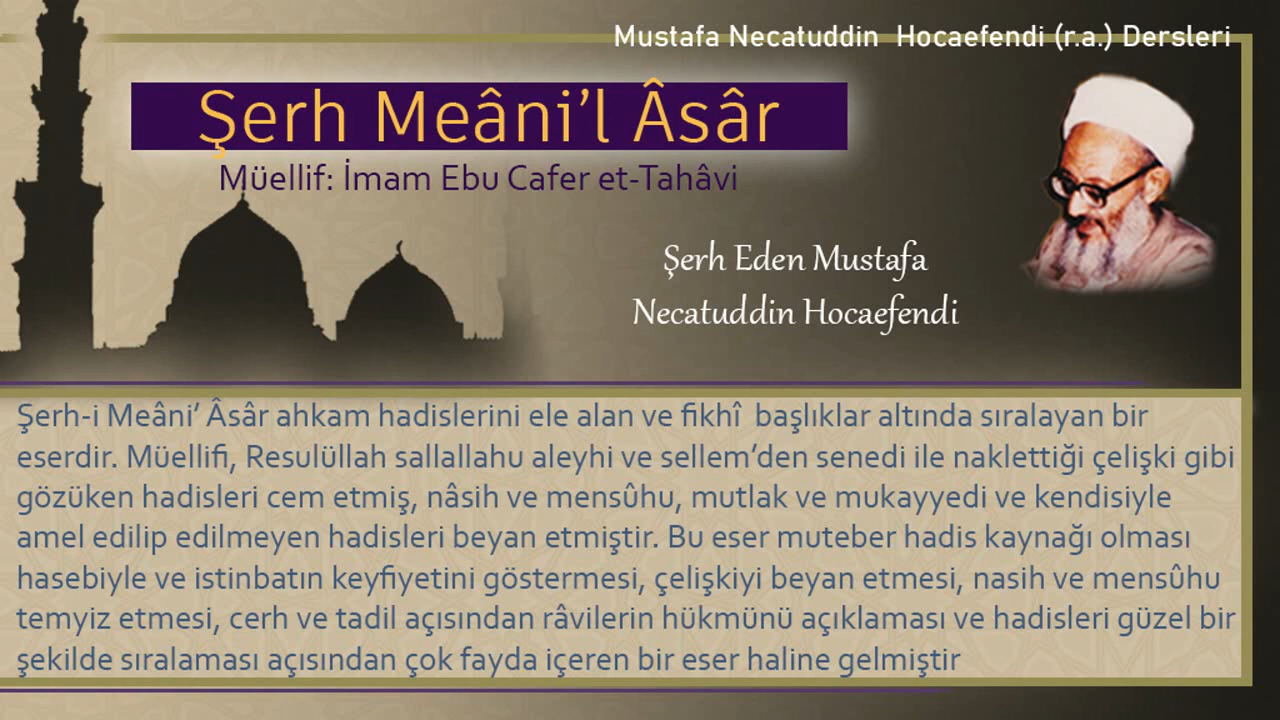 Mustafa Necatuddin Hocaefendi (r.a.) Dersleri
Şerh Meâni’l Âsâr
Müellif: İmam Ebu Cafer et-Tahâvi
Şerh Eden Mustafa
Necatuddin Hocaefendi
Şerh-i Meâni’ Âsâr ahkam hadislerini ele alan ve fikhî başlıklar altında sıralayan bir
eserdir. Müellifi, Resulüllah sallallahu aleyhi ve sellem’den senedi ile naklettiği çelişki gibi
gözüken hadisleri cem etmiş, nâsih ve mensûhu, mutlak ve mukayyedi ve kendisiyle
amel edilip edilmeyen hadisleri beyan etmiştir. Bu eser muteber hadis kaynağı olması
hasebiyle ve istinbatın keyfiyetini göstermesi, çelişkiyi beyan etmesi, nasih ve mensûhu
temyiz etmesi, cerh ve tadil açısından râvilerin hükmünü açıklaması ve hadisleri güzel bir
şekilde sıralaması açısından çok fayda içeren bir eser haline gelmiştir